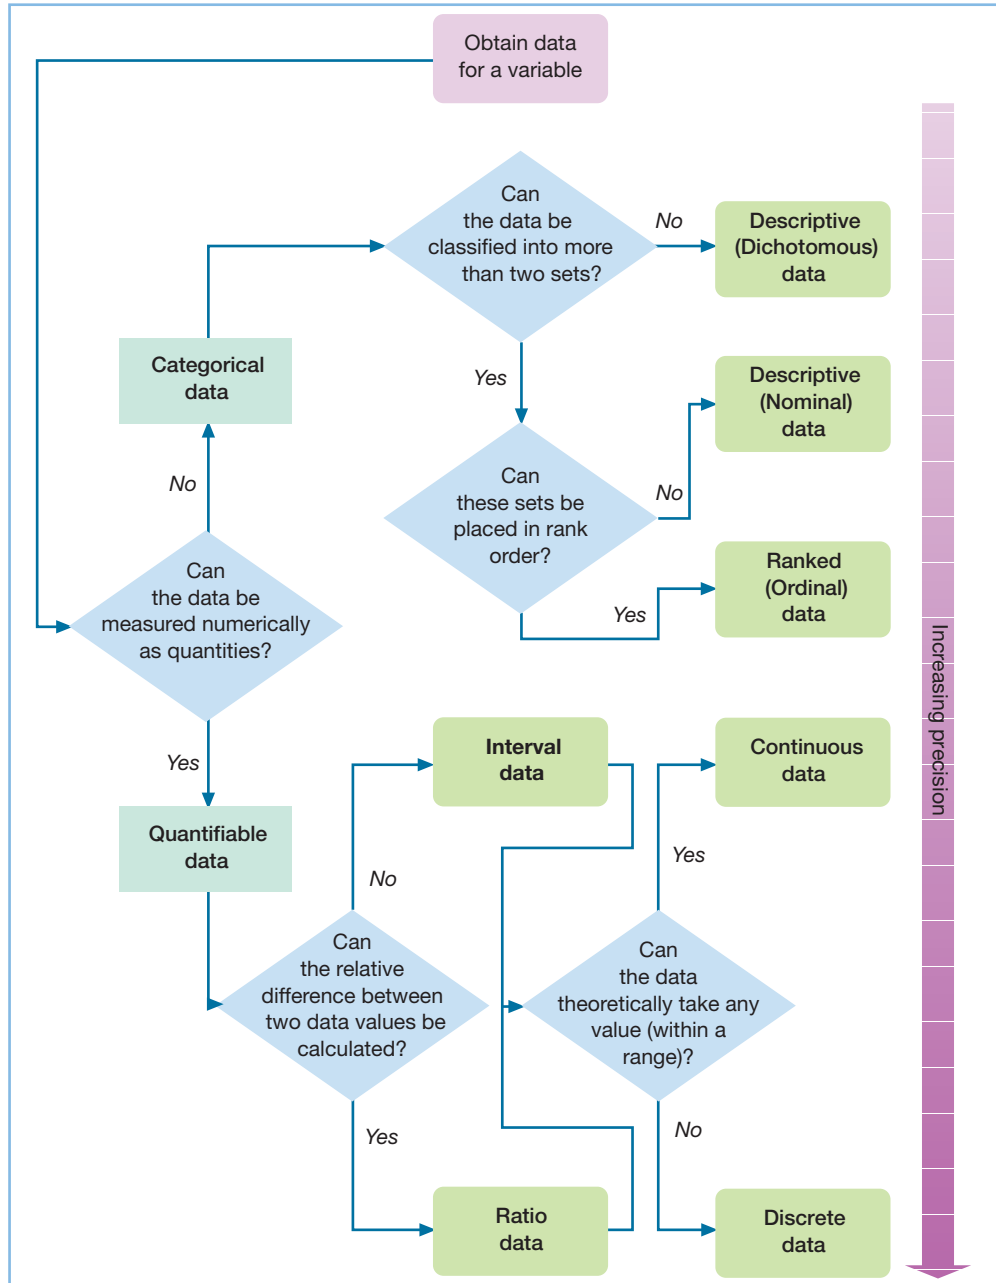 Obtain data
for a variable
Can
the data be
classified into more
than two sets?
No
Descriptive
(Dichotomous)
data
Categorical
data
Yes
Descriptive
(Nominal)
data
No
Can
these sets be
placed in rank
order?
No
Can
the data be
measured numerically
as quantities?
Ranked
(Ordinal)
data
Yes
Increasing precision
Yes
Interval
data
Continuous
data
Quantifiable
data
No
Yes
Can
the relative
difference between
two data values be
calculated?
Can
the data
theoretically take any
value (within a
range)?
Yes
No
Ratio
data
Discrete
data